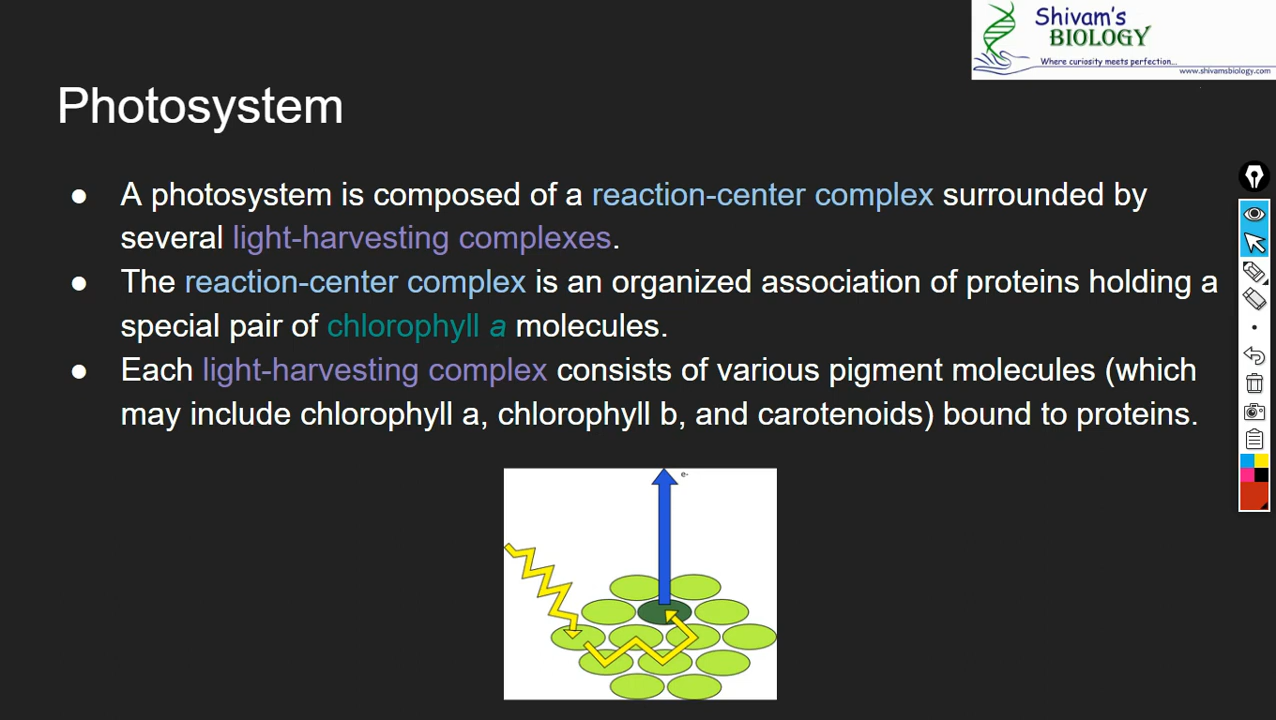 Shivam's
BIOLOGY
Where curiosity meets perfection...
www.shivamsbiology.com
Photosystem
● A photosystem is composed of a reaction-center complex surrounded by
several light-harvesting complexes.
● The reaction-center complex is an organized association of proteins holding a
special pair of chlorophyll a molecules.
● Each light-harvesting complex consists of various pigment molecules (which
may include chlorophyll a, chlorophyll b, and carotenoids) bound to proteins.
e-